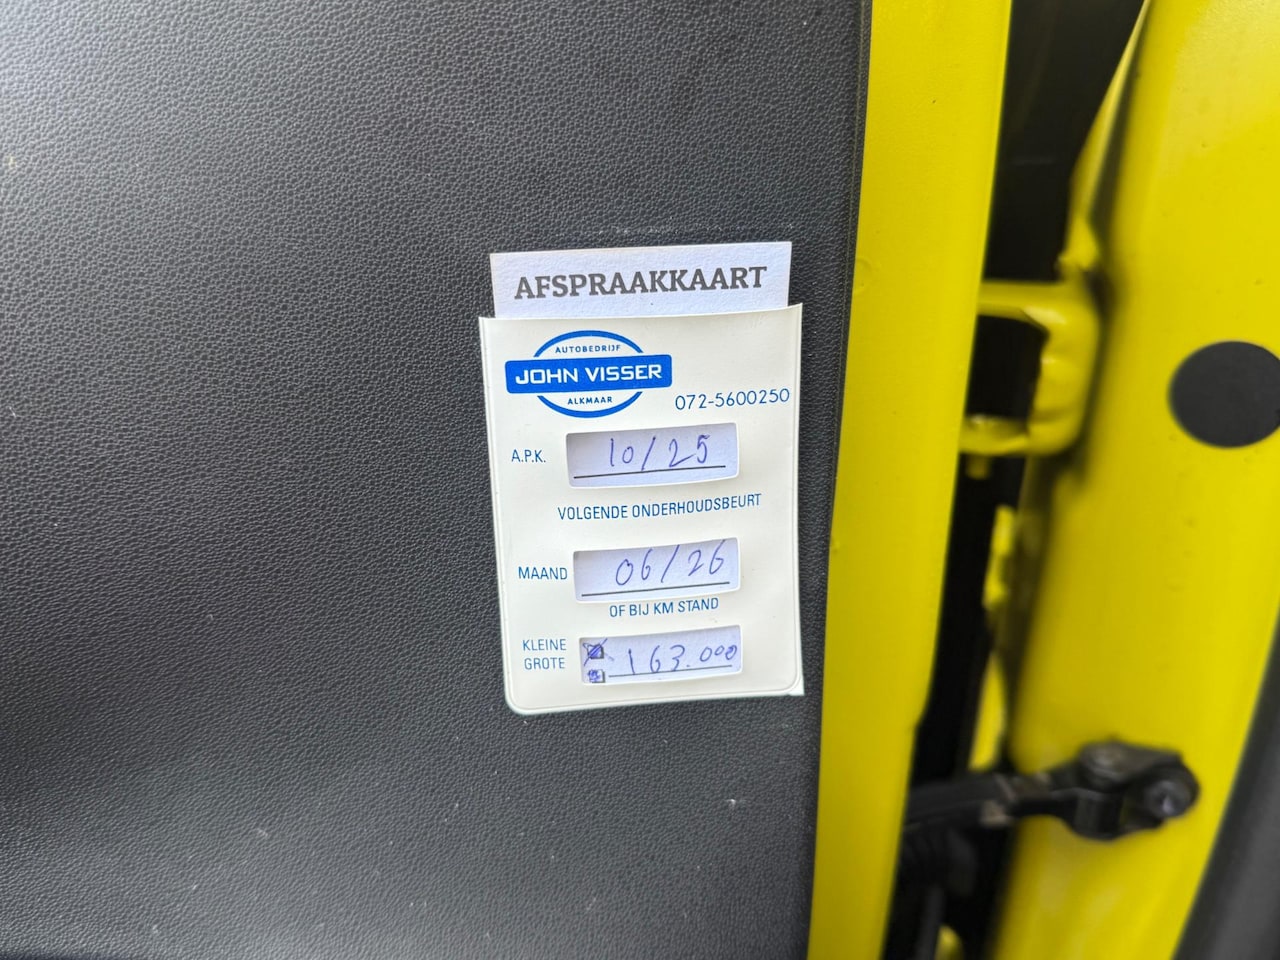 AFSPRAAKKAART
AUTOBEDRIJF
JOHN VISSER
ALKMAAR
072-5600250
A.P.K. 10/25
VOLGENDE ONDERHOUDSBEURT
MAAND 06/26
OF BIJ KM STAND
KLEINE
GROTE 163.000